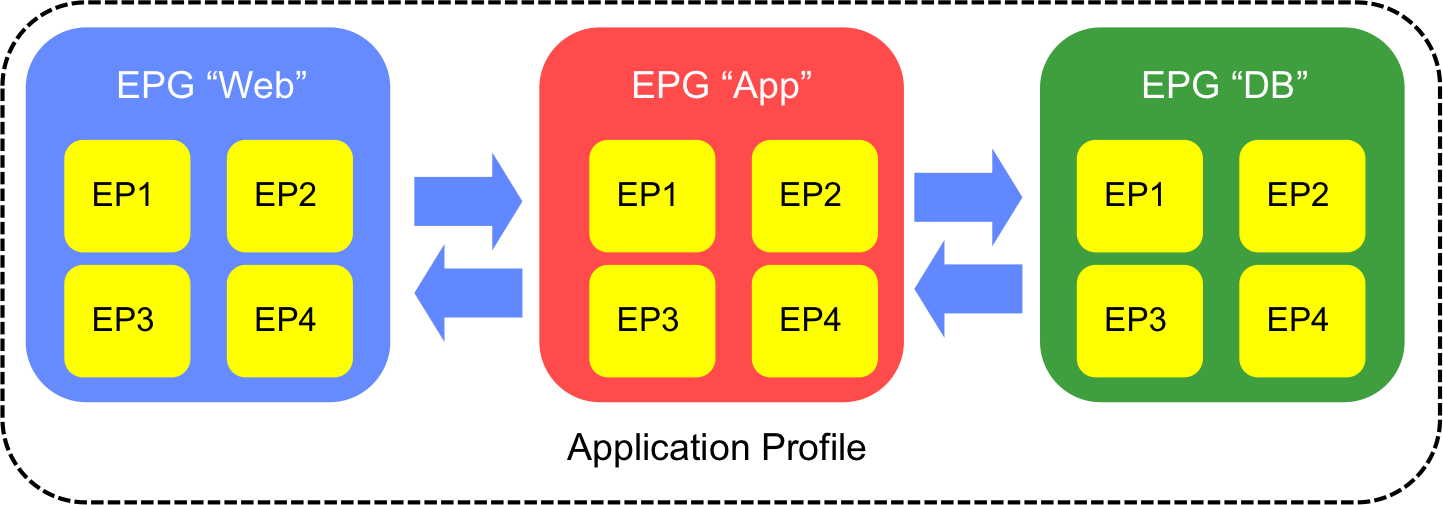 EPG “Web”
EP1
EP2
EP3
EP4
EPG “App”
EP1
EP2
EP3
EP4
EPG “DB”
EP1
EP2
EP3
EP4
Application Profile